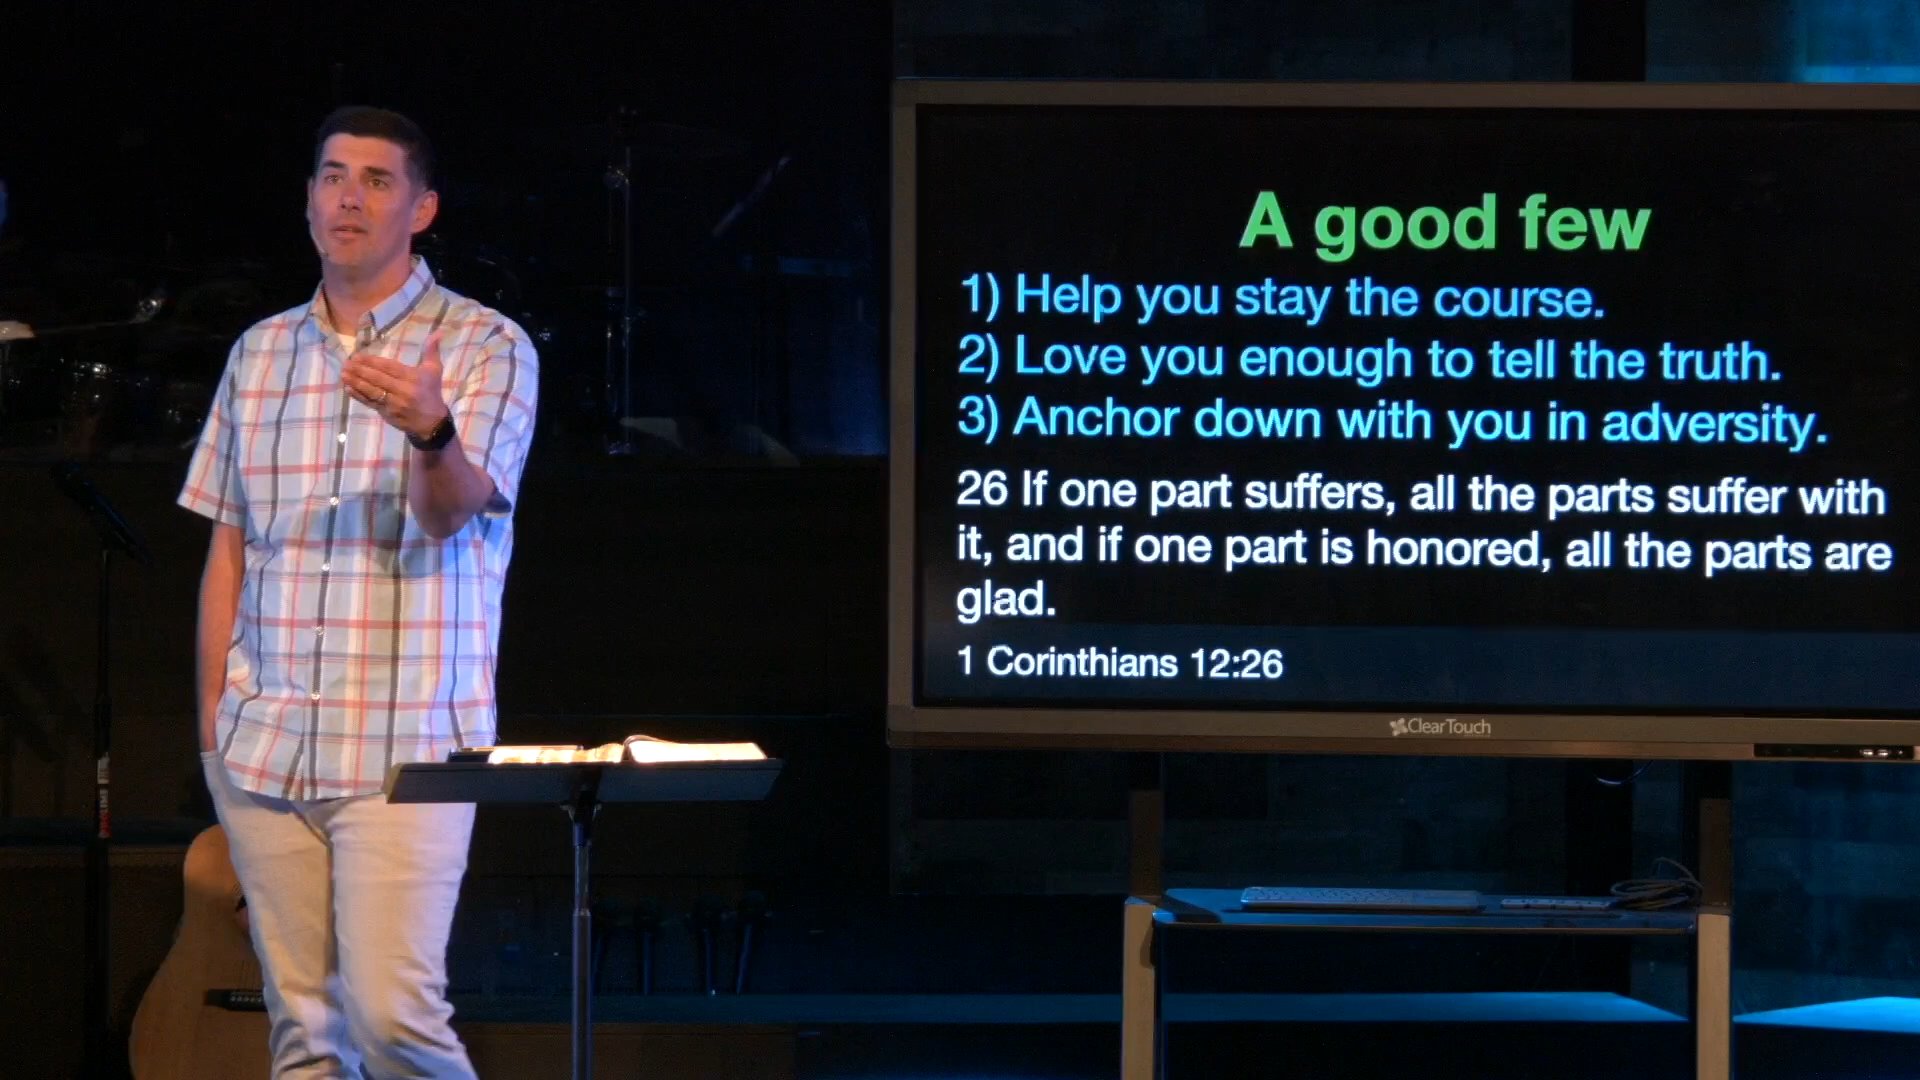 A good few
1) Help you stay the course.
2) Love you enough to tell the truth.
3) Anchor down with you in adversity.
26 If one part suffers, all the parts suffer with
it, and if one part is honored, all the parts are
glad.
1 Corinthians 12:26
ClearTouch